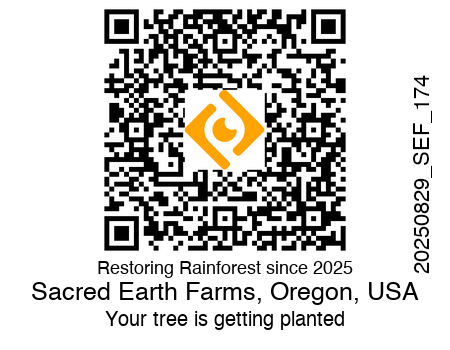 Restoring Rainforest since 2025
Sacred Earth Farms, Oregon, USA
Your tree is getting planted
20250829_SEF_174